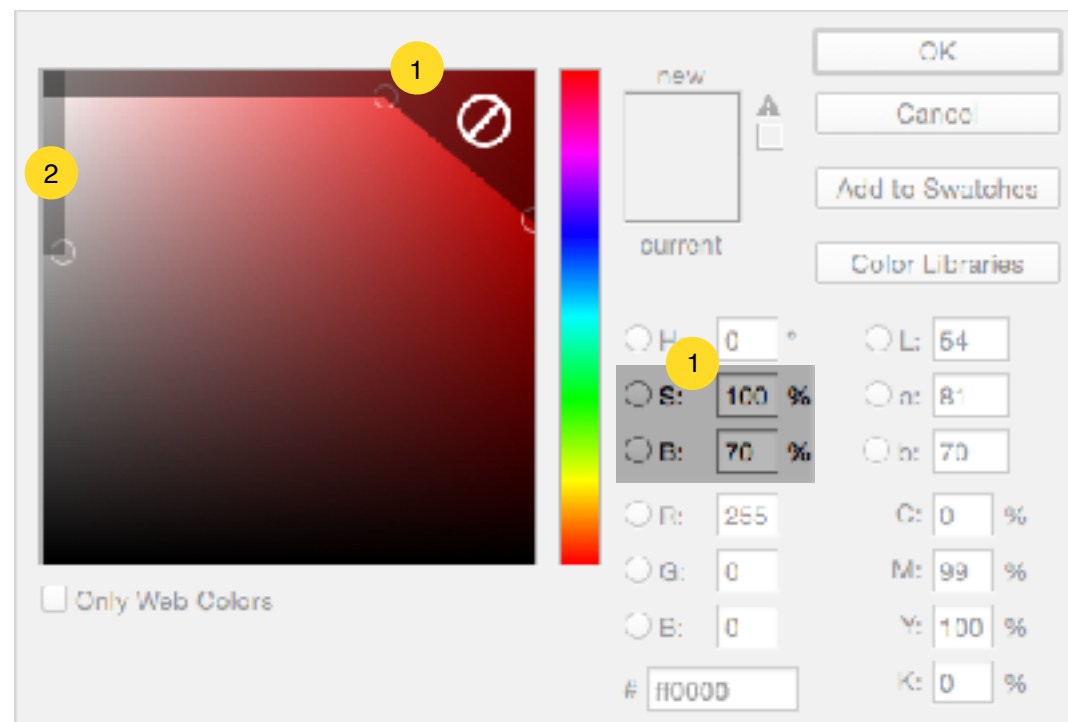 1
2
new
current
OK
Cancel
Add to Swatches
Color Libraries
H: 0 °
1
S: 100 %
B: 70 %
R: 255
G: 0
B: 0
# ff0000
L: 54
a: 81
b: 70
C: 0 %
M: 99 %
Y: 100 %
K: 0 %
Only Web Colors